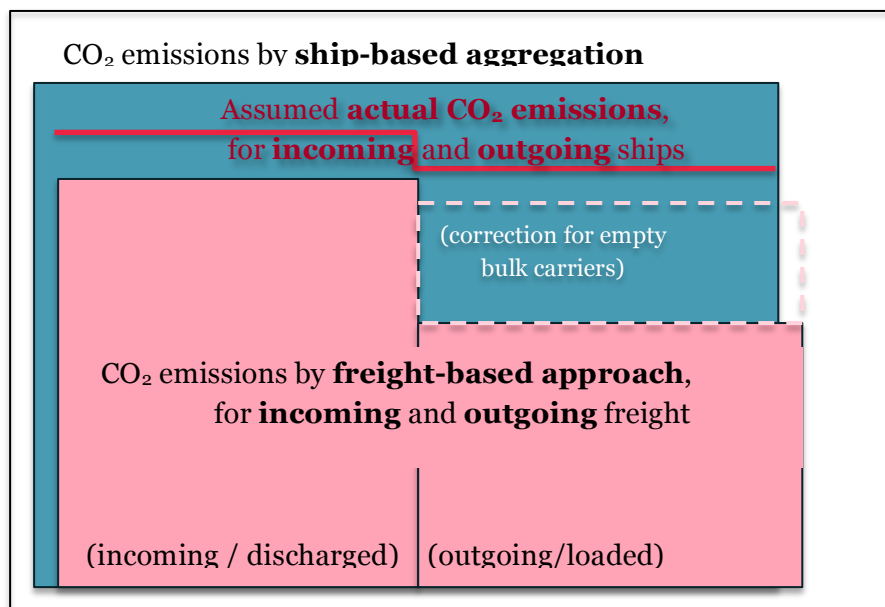 CO₂ emissions by ship-based aggregation
Assumed actual CO₂ emissions,
for incoming and outgoing ships
(correction for empty
bulk carriers)
CO₂ emissions by freight-based approach,
for incoming and outgoing freight
(incoming / discharged)
(outgoing/loaded)